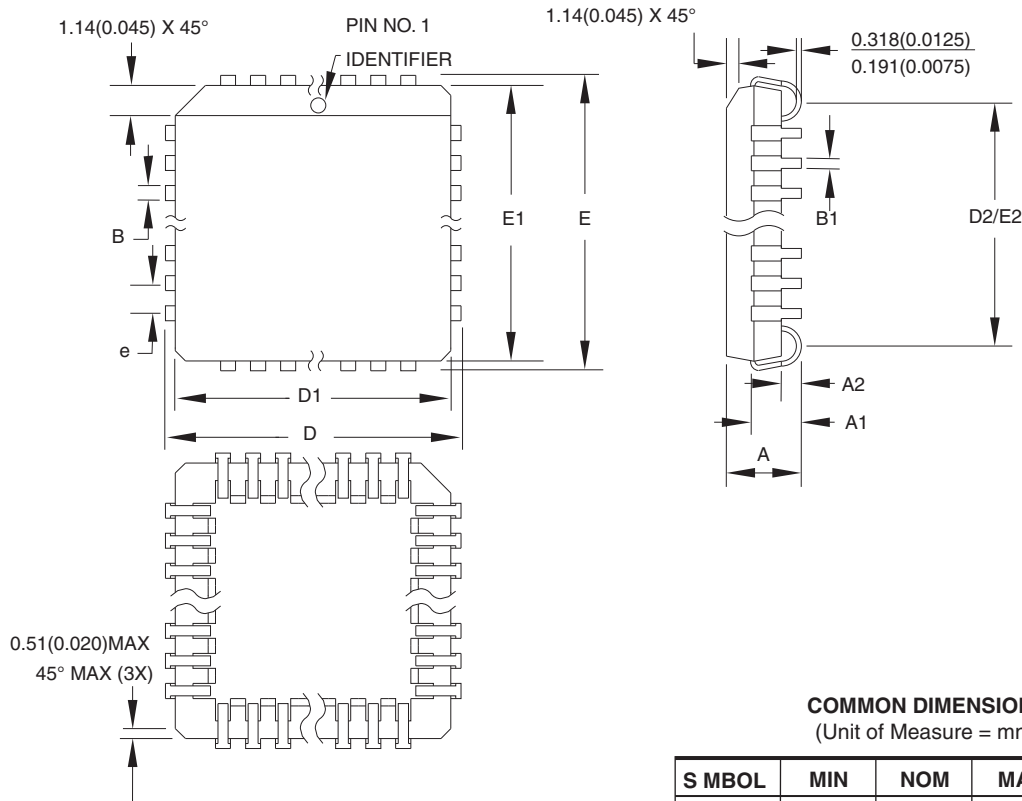 1.14(0.045) X 45°
PIN NO. 1
IDENTIFIER
1.14(0.045) X 45°
0.318(0.0125)
0.191(0.0075)
B
e
E1
E
D1
D
B1
D2/E2
A2
A1
A
0.51(0.020)MAX
45° MAX (3X)
COMMON DIMENSION
(Unit of Measure = mm
S MBOL MIN NOM MA